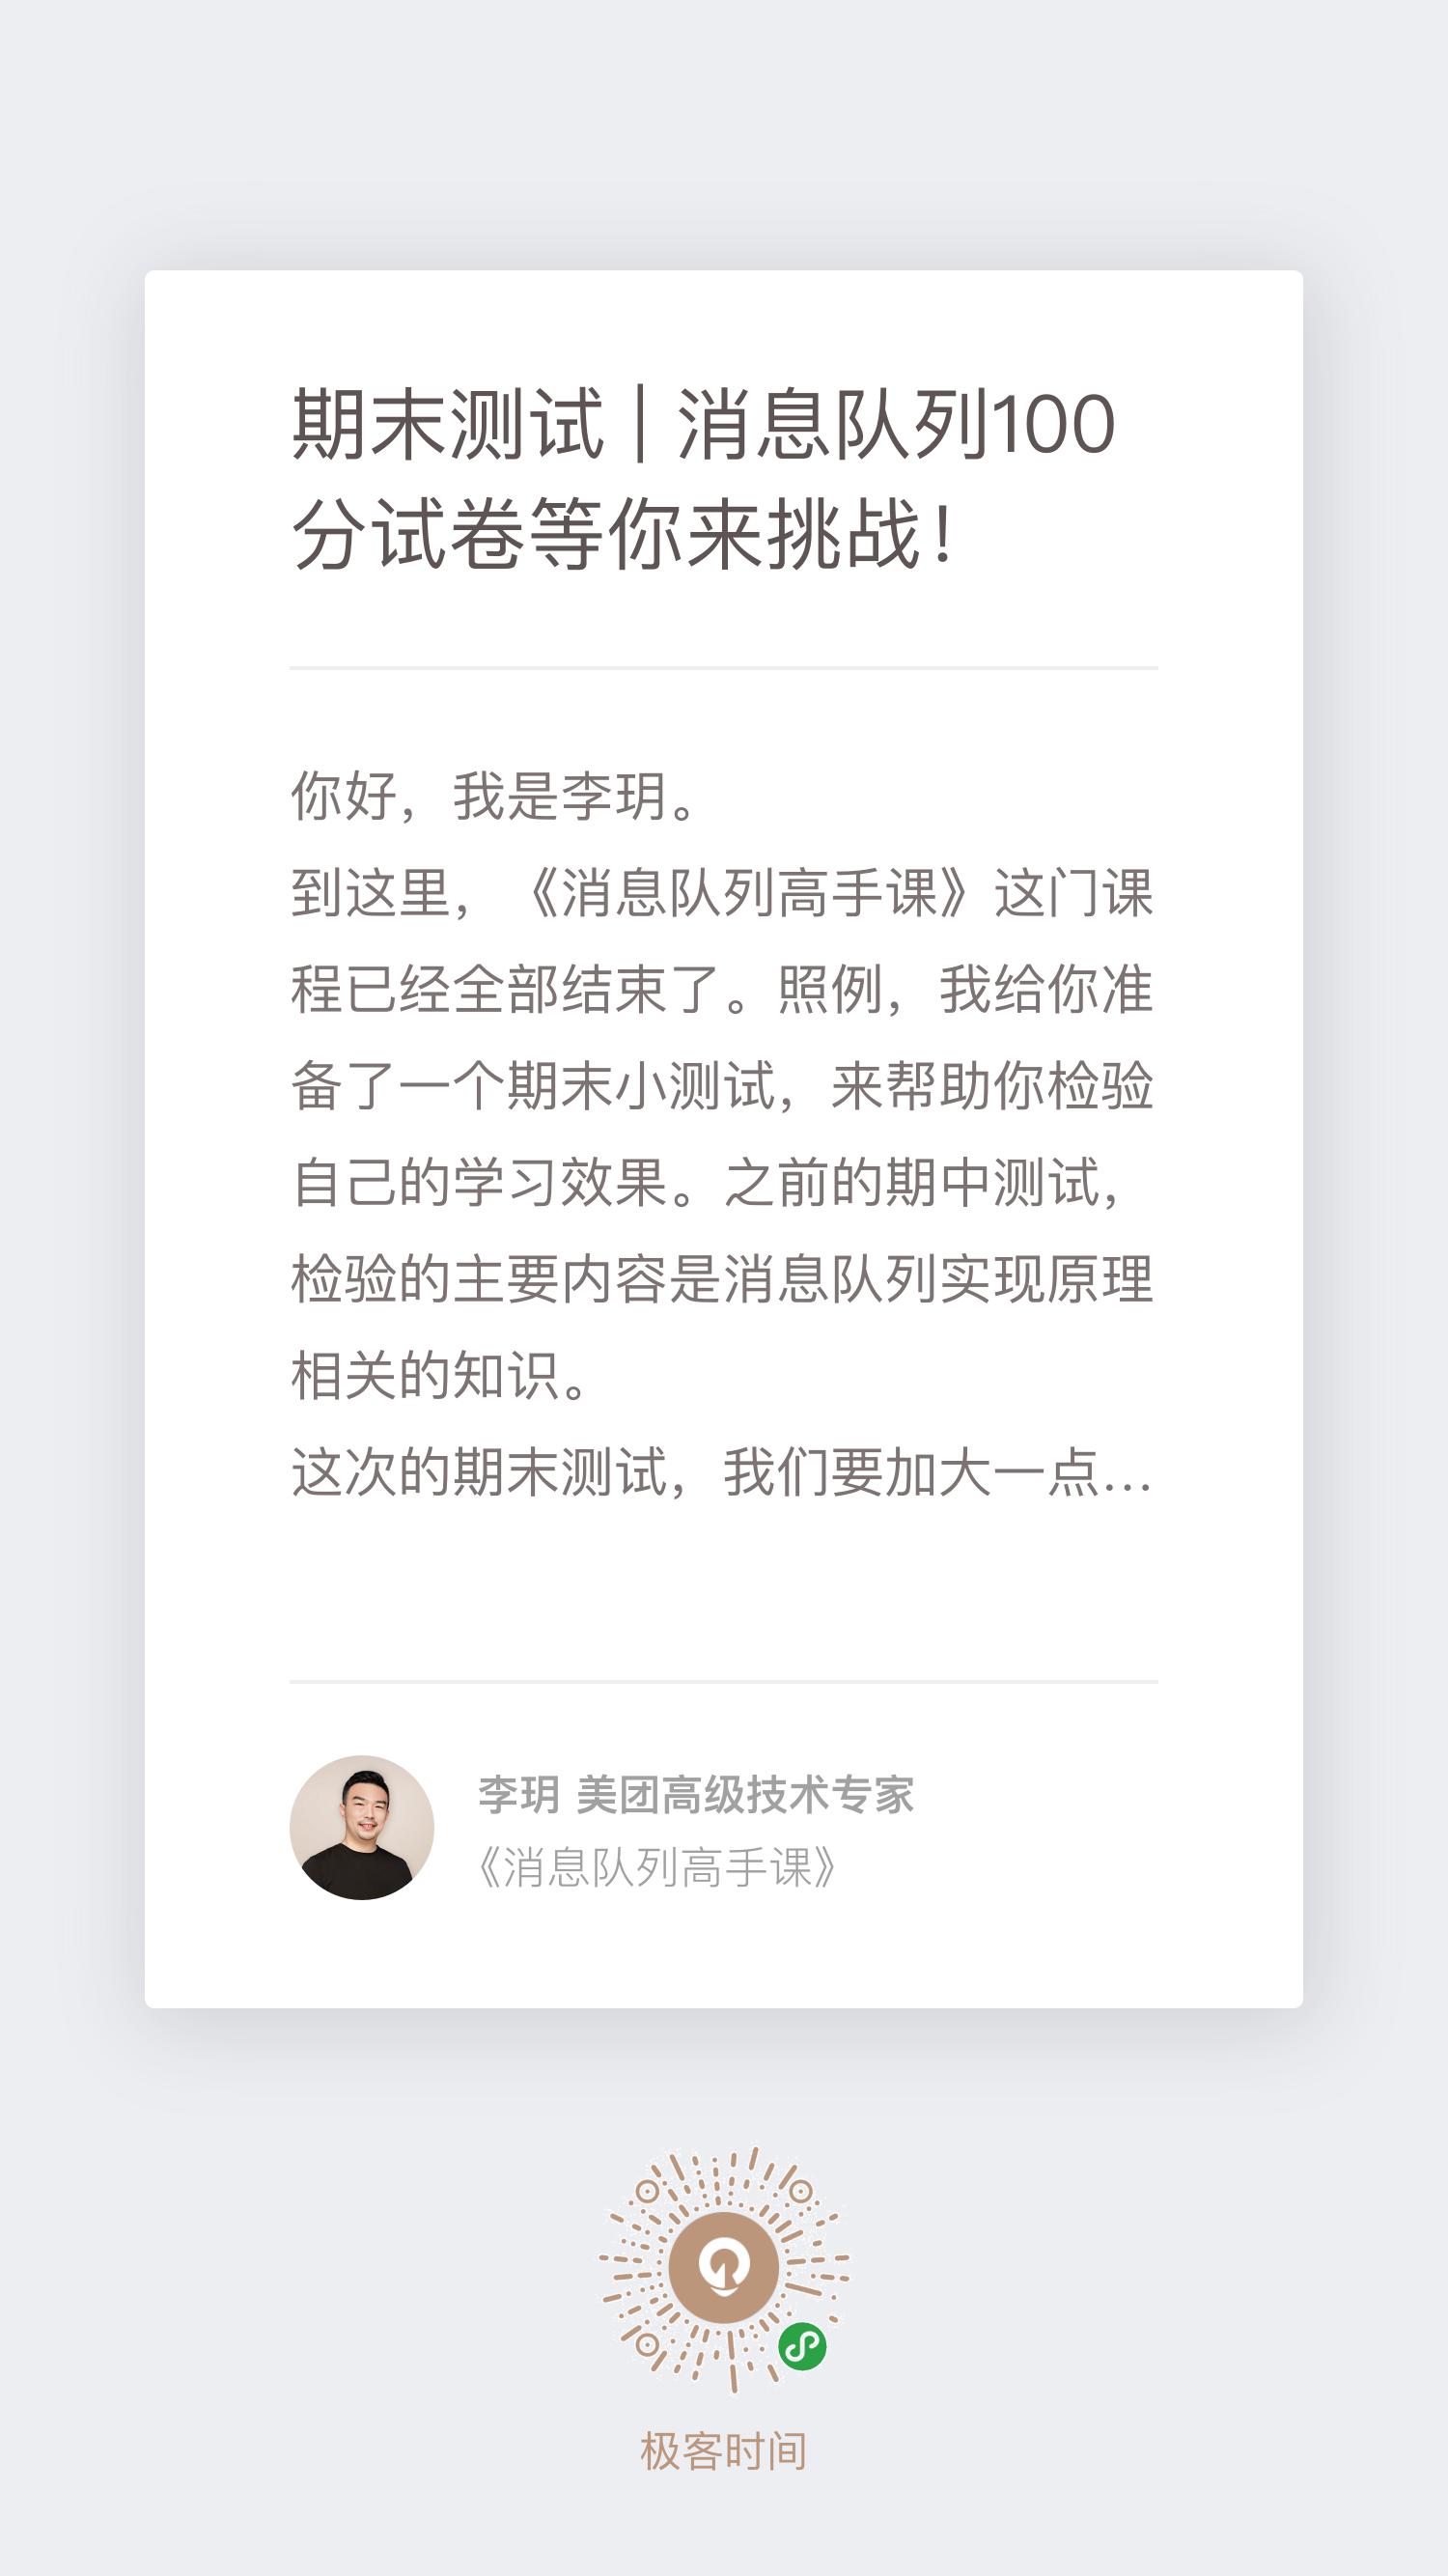 期末测试 | 消息队列100
分试卷等你来挑战！
你好，我是李玥。
到这里，《消息队列高手课》这门课
程已经全部结束了。照例，我给你准
备了一个期末小测试，来帮助你检验
自己的学习效果。之前的期中测试，
检验的主要内容是消息队列实现原理
相关的知识。
这次的期末测试，我们要加大一点…
李玥 美团高级技术专家
《消息队列高手课》
极客时间